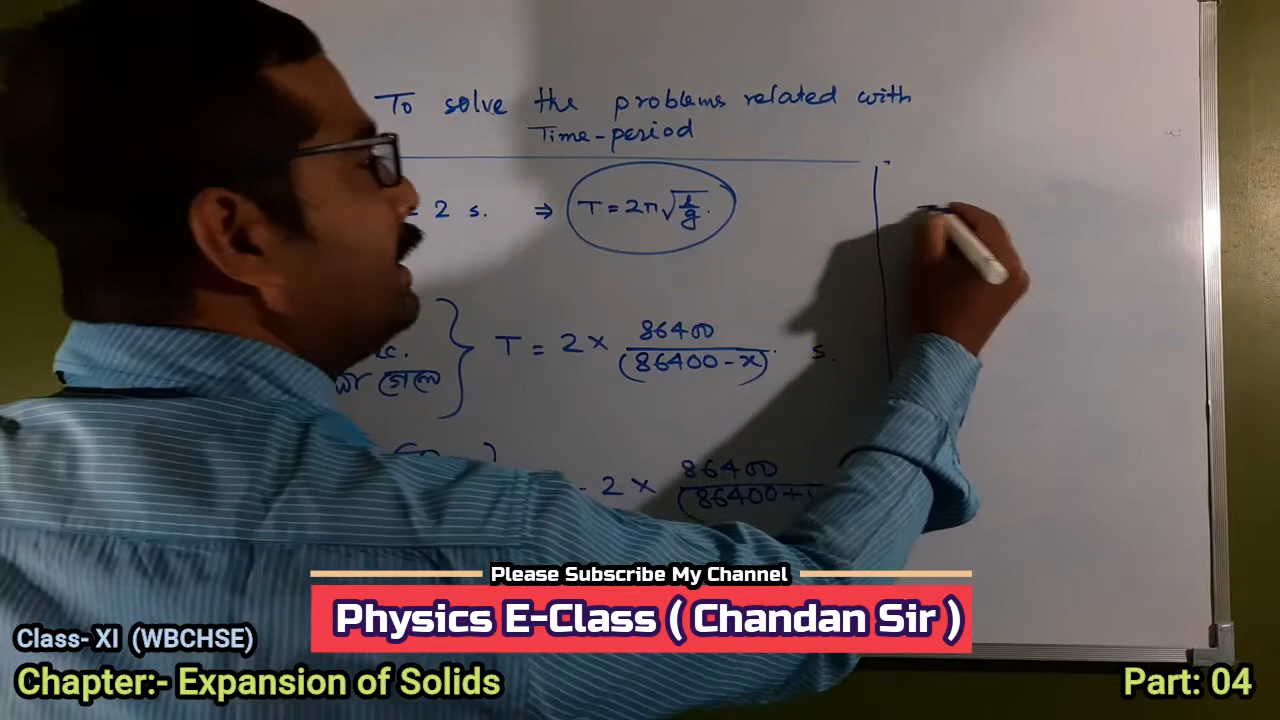 To solve the problems related with
Time-period
= 2 s. ⇒ T = 2π√l/g.
গেলে } T = 2 × 86400/(86400 - x) s.
2 × 86400/(86400 +
Please Subscribe My Channel
Physics E-Class ( Chandan Sir )
Class- XI (WBCHSE)
Chapter:- Expansion of Solids
Part: 04